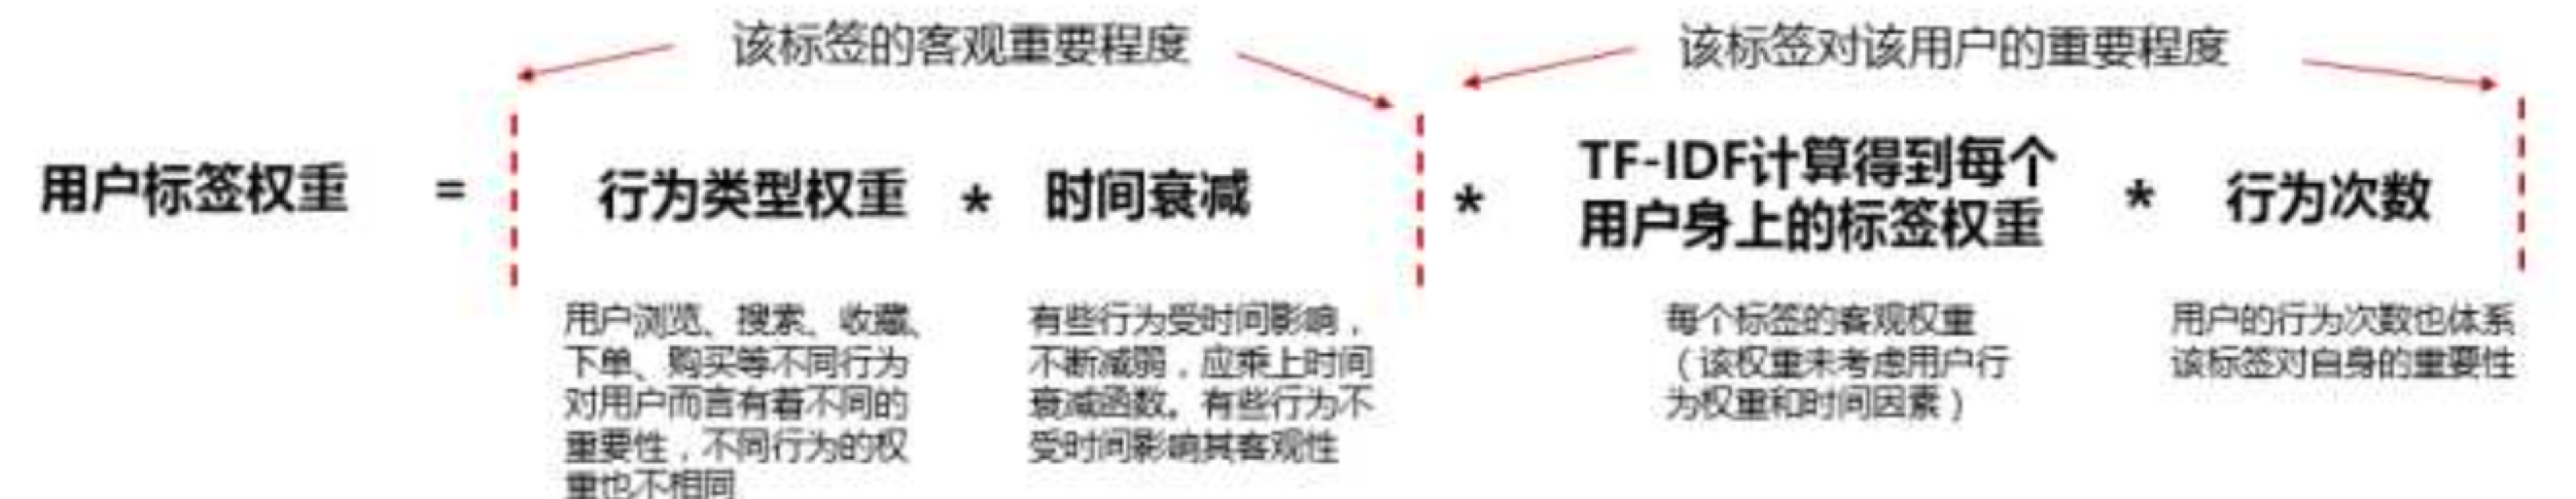 该标签的客观重要程度
该标签对该用户的重要程度
用户标签权重 = 行为类型权重 * 时间衰减 * TF-IDF计算得到每个
用户身上的标签权重 * 行为次数
用户浏览、搜索、收藏、
下单、购买等不同行为
对用户而言有着不同的
重要性，不同行为的权
重也不相同
有些行为受时间影响，
不断减弱，应乘上时间
衰减函数。有些行为不
受时间影响其客观性
每个标签的客观权重
（该权重未考虑用户行
为权重和时间因素）
用户的行为次数也体系
该标签对自身的重要性